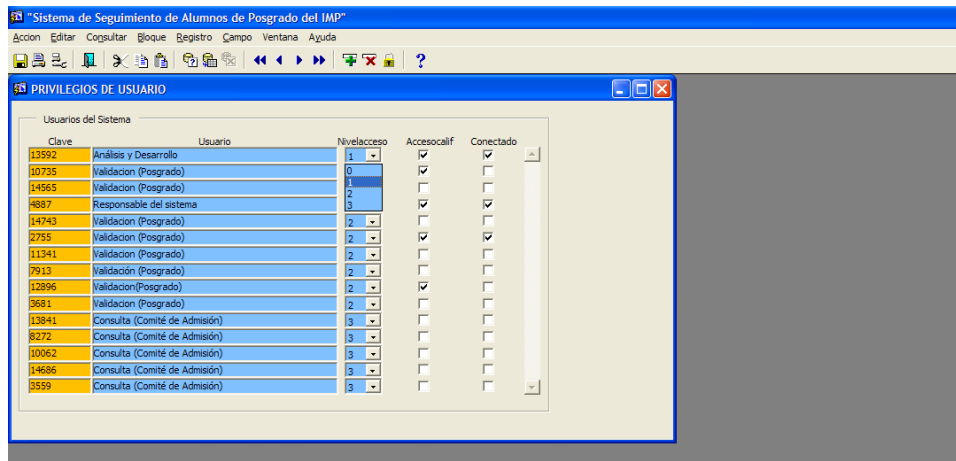 "Sistema de Seguimiento de Alumnos de Posgrado del IMP"
Accion Editar Consultar Bloque Registro Campo Ventana Ayuda
PRIVILEGIOS DE USUARIO
Usuarios del Sistema
Clave Usuario Nivelacceso Accesocalif Conectado
13592 Análisis y Desarrollo 1
10735 Validacion (Posgrado) 0
14565 Validacion (Posgrado) 1
2
4887 Responsable del sistema 3
14743 Validacion (Posgrado) 2
2755 Validacion (Posgrado) 2
11341 Validacion (Posgrado) 2
7913 Validación (Posgrado) 2
12896 Validacion(Posgrado) 2
3681 Validacion (Posgrado) 2
13841 Consulta (Comité de Admisión) 3
8272 Consulta (Comité de Admisión) 3
10062 Consulta (Comité de Admisión) 3
14686 Consulta (Comité de Admisión) 3
3559 Consulta (Comité de Admisión) 3